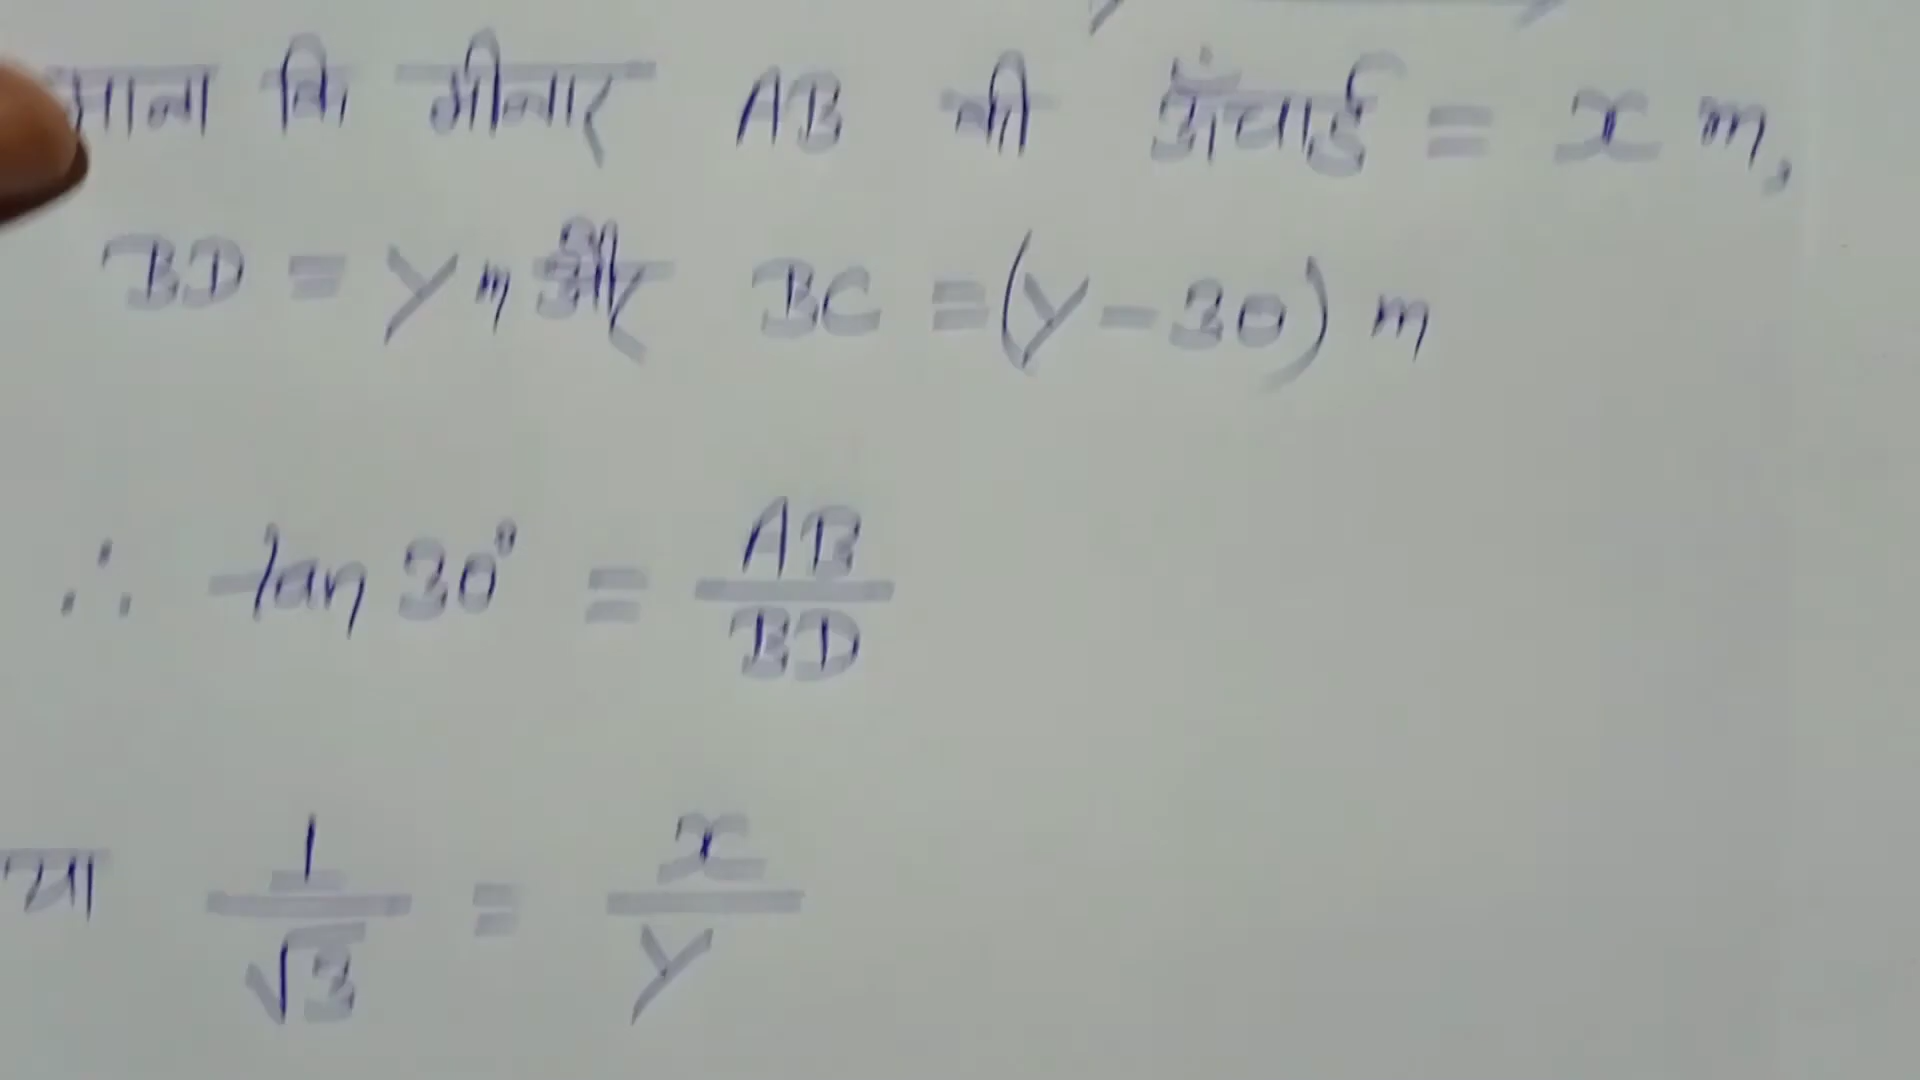 माना कि मीनार AB की ऊँचाई = x m,
BD = y m और BC = (y - 30) m
∴ tan 30° = AB/BD
या 1/√3 = x/y